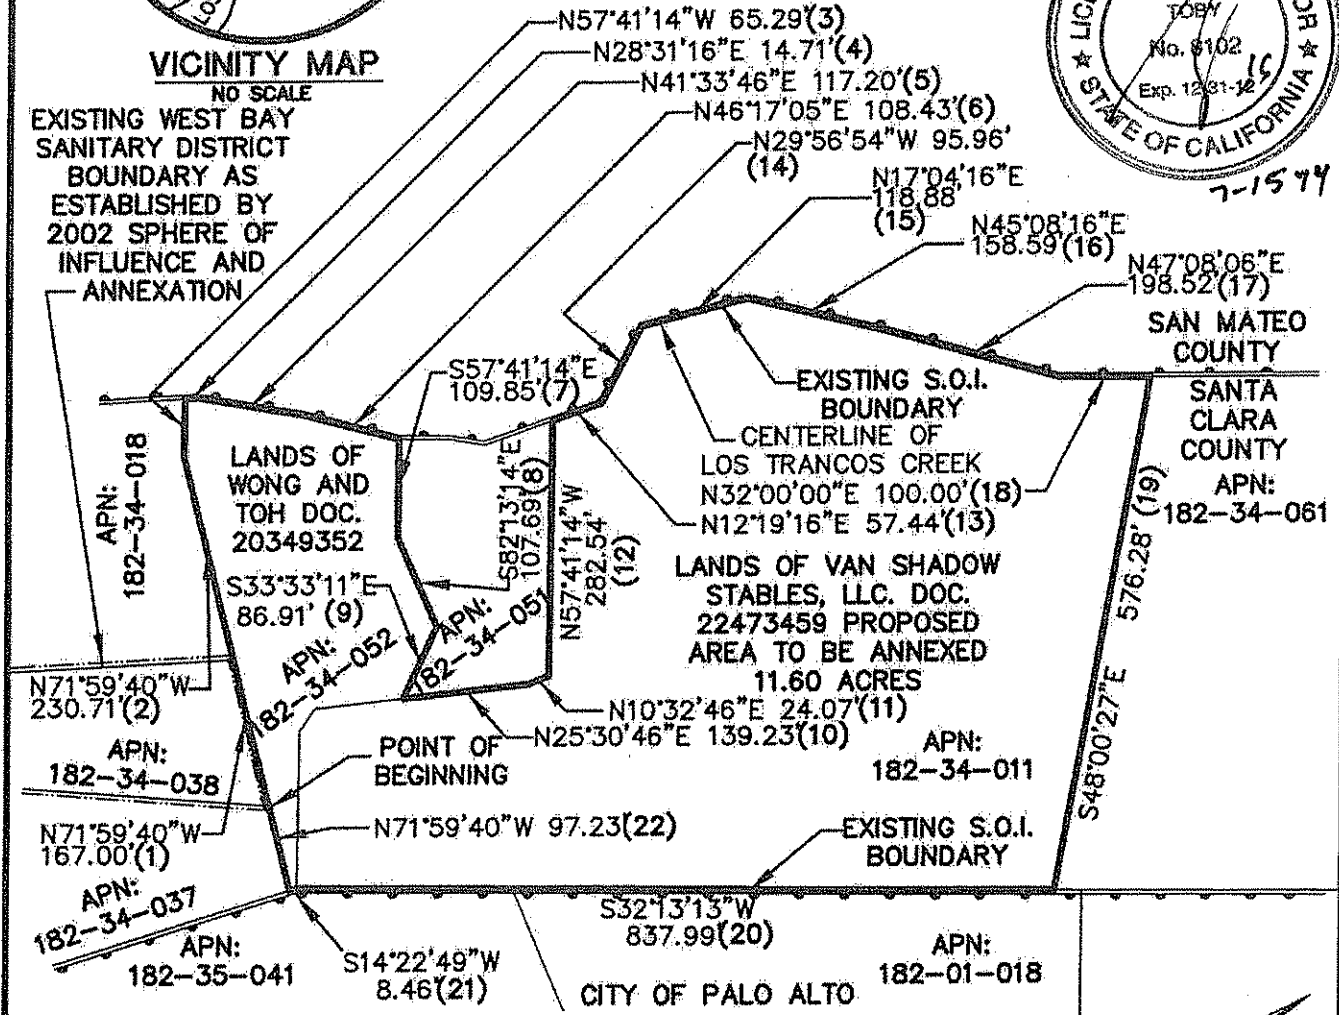 LOS
VICINITY MAP
NO SCALE
EXISTING WEST BAY
SANITARY DISTRICT
BOUNDARY AS
ESTABLISHED BY
2002 SPHERE OF
INFLUENCE AND
ANNEXATION
N57°41'14"W 65.29'(3)
N28°31'16"E 14.71'(4)
N41°33'46"E 117.20'(5)
N46°17'05"E 108.43'(6)
N29°56'54"W 95.96'
(14)
N17°04'16"E
118.88'
(15)
N45°08'16"E
158.59'(16)
N47°08'06"E
198.52'(17)
TOBY
No. 8102
Exp. 12-31-12
STATE OF CALIFORNIA
SAN MATEO
COUNTY
SANTA
CLARA
COUNTY
APN:
182-34-061
S57°41'14"E
109.85'(7)
EXISTING S.O.I.
BOUNDARY
CENTERLINE OF
LOS TRANCOS CREEK
N32°00'00"E 100.00'(18)
N12°19'16"E 57.44'(13)
APN:
182-34-018
LANDS OF
WONG AND
TOH DOC.
20349352
S82°13'14"E
107.69'(8)
N57°41'14"W
282.54'
(12)
S33°33'11"E
86.91' (9)
APN:
182-34-052
APN:
182-34-051
LANDS OF VAN SHADOW
STABLES, LLC. DOC.
22473459 PROPOSED
AREA TO BE ANNEXED
11.60 ACRES
S48°00'27"E 576.28' (19)
N71°59'40"W
230.71'(2)
N10°32'46"E 24.07'(11)
N25°30'46"E 139.23'(10)
APN:
182-34-038
POINT OF
BEGINNING
APN:
182-34-011
N71°59'40"W
167.00'(1)
N71°59'40"W 97.23'(22)
EXISTING S.O.I.
BOUNDARY
APN:
182-34-037
APN:
182-35-041
S14°22'49"W
8.46'(21)
S32°13'13"W
837.99'(20)
APN:
182-01-018
CITY OF PALO ALTO